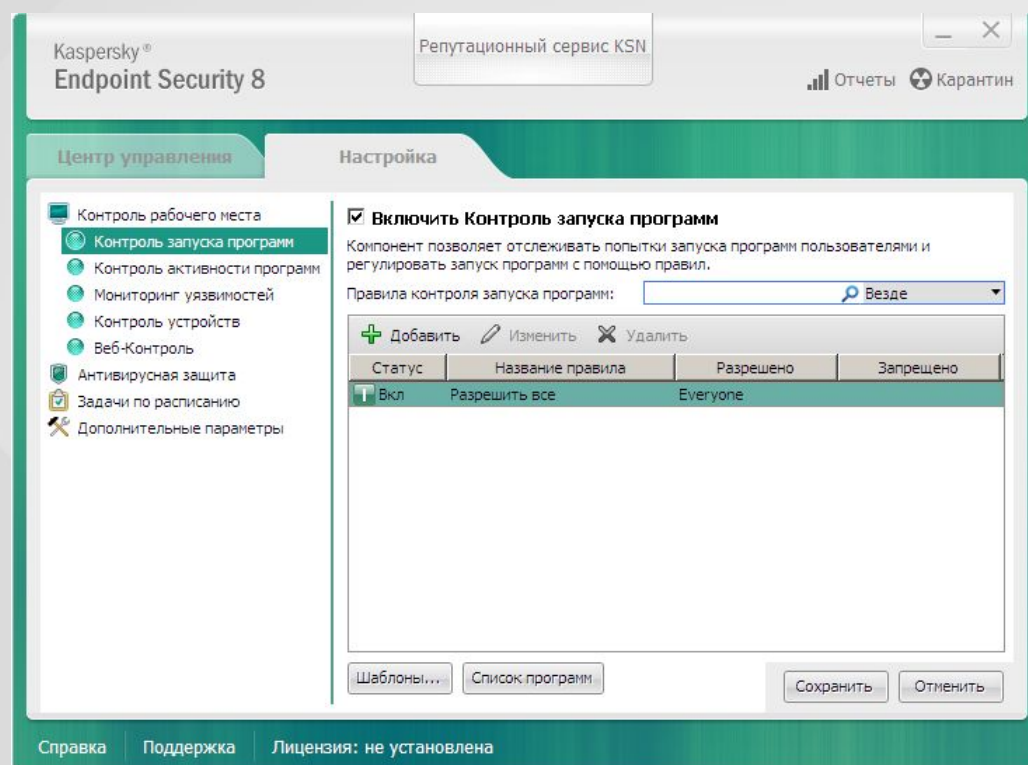 Kaspersky®
Endpoint Security 8
Репутационный сервис KSN
Отчеты
Карантин
Центр управления
Настройка
Контроль рабочего места
Контроль запуска программ
Контроль активности программ
Мониторинг уязвимостей
Контроль устройств
Веб-Контроль
Антивирусная защита
Задачи по расписанию
Дополнительные параметры
Включить Контроль запуска программ
Компонент позволяет отслеживать попытки запуска программ пользователями и
регулировать запуск программ с помощью правил.
Правила контроля запуска программ:
Везде
Добавить Изменить Удалить
Статус Название правила Разрешено Запрещено
Вкл Разрешить все Everyone
Шаблоны... Список программ
Сохранить Отменить
Справка Поддержка Лицензия: не установлена